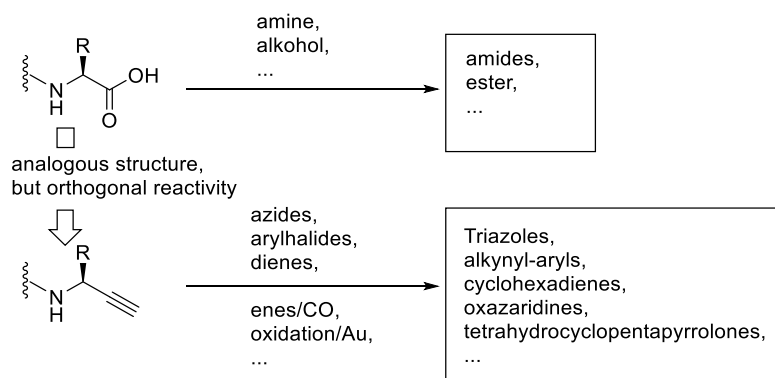 amine,
alkohol,
...
R
OH
N
H
O
amides,
ester,
...
analogous structure,
but orthogonal reactivity
azides,
arylhalides,
dienes,
R
N
H
enes/CO,
oxidation/Au,
...
Triazoles,
alkynyl-aryls,
cyclohexadienes,
oxazaridines,
tetrahydrocyclopentapyrrolones,
...